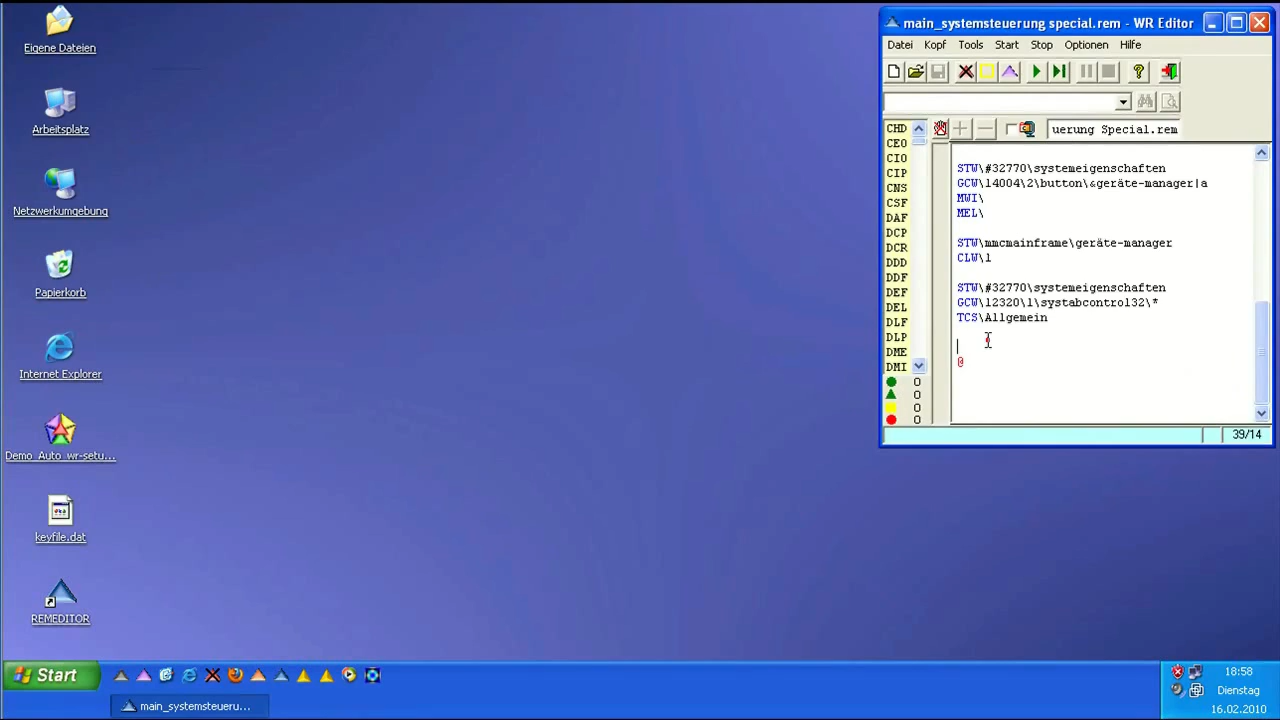 Eigene Dateien
Arbeitsplatz
Netzwerkumgebung
Papierkorb
Internet Explorer
Demo_Auto_wr-setu...
keyfile.dat
REMEDITOR
main_systemsteuerung special.rem - WR Editor
Datei Kopf Tools Start Stop Optionen Hilfe
uerung Special.rem
CHD
CEO
CIO
CIP
CNS
CSF
DAF
DCP
DCR
DDD
DDF
DEF
DEL
DLF
DLP
DME
DMI
0
0
0
0
STW\#32770\systemeigenschaften
GCW\14004\2\button\&geräte-manager|a
MWI\
MEL\
STW\mmcmainframe\geräte-manager
CLW\1
STW\#32770\systemeigenschaften
GCW\12320\1\systabcontrol32\*
TCS\Allgemein
@
39/14
Start
main_systemsteueru...
18:58
Dienstag
16.02.2010